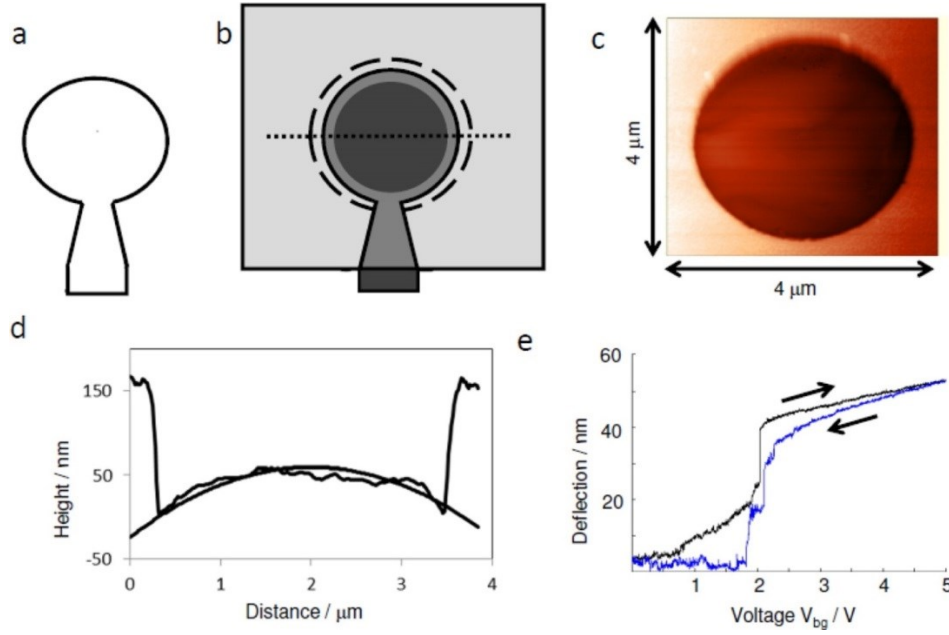 a
b
c
4 μm
4 μm
d
Height / nm
150
50
-50
0
1
2
3
4
Distance / μm
e
Deflection / nm
60
40
20
1
2
3
4
5
Voltage Vbg / V